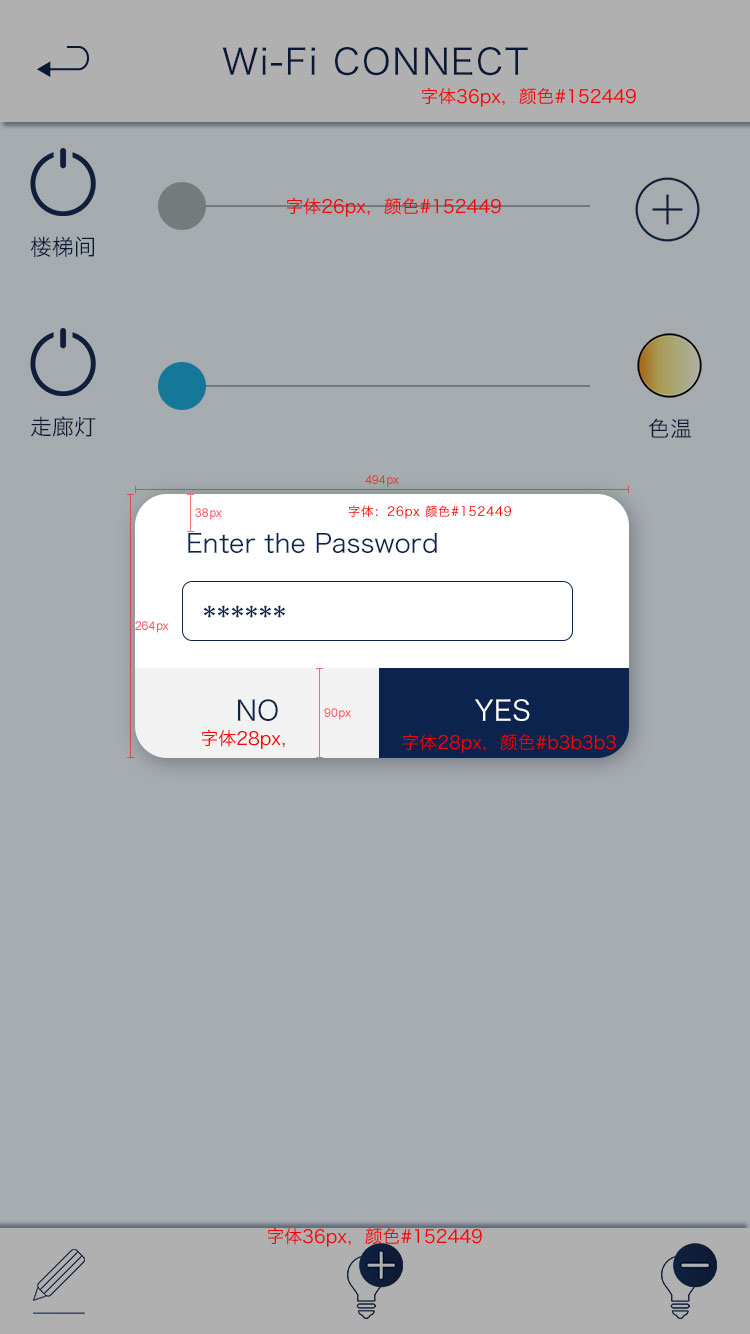 Wi-Fi CONNECT
字体36px，颜色#152449
字体26px，颜色#152449
楼梯间
走廊灯
色温
494px
38px
字体：26px 颜色#152449
Enter the Password
264px
******
NO
YES
90px
字体28px，
字体28px，颜色#b3b3b3
字体36px，颜色#152449